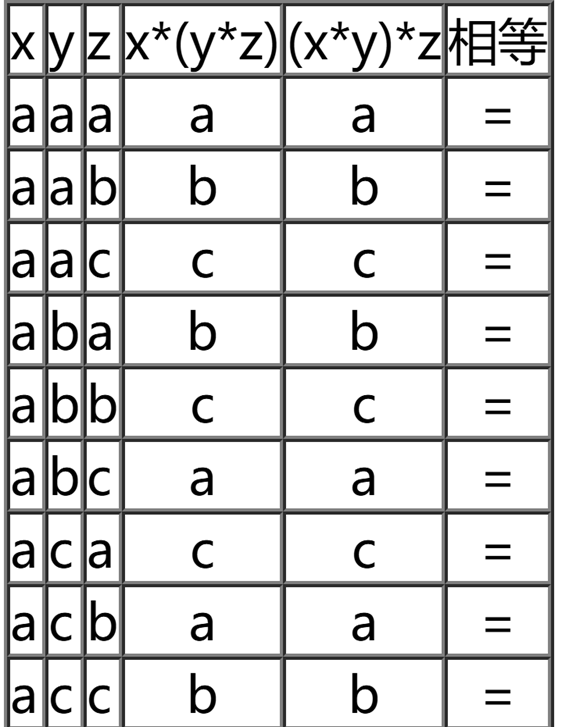 x y z x*(y*z) (x*y)*z 相等
a a a a a =
a a b b b =
a a c c c =
a b a b b =
a b b c c =
a b c a a =
a c a c c =
a c b a a =
a c c b b =